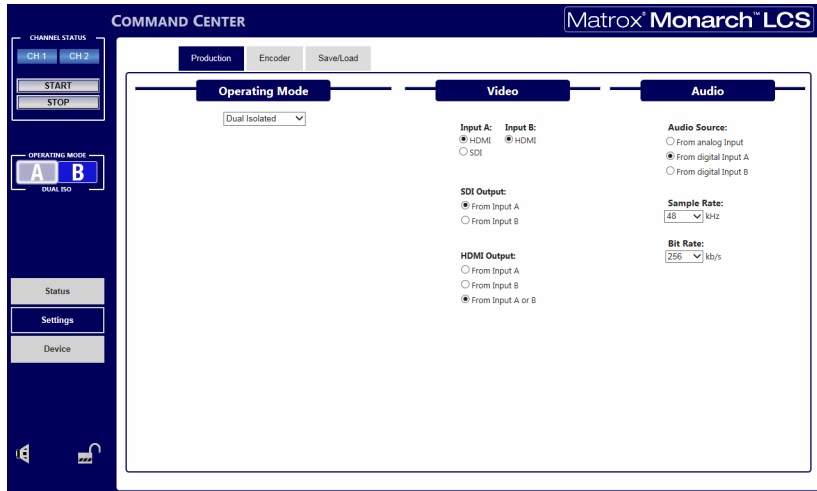 COMMAND CENTER
Matrox® Monarch™ LCS
CHANNEL STATUS
CH 1 CH 2
START
STOP
OPERATING MODE
A B
DUAL ISO
Status
Settings
Device
Production Encoder Save/Load
Operating Mode
Dual Isolated
Video
Input A: Input B:
HDMI HDMI
SDI
SDI Output:
From Input A
From Input B
HDMI Output:
From Input A
From Input B
From Input A or B
Audio
Audio Source:
From analog Input
From digital Input A
From digital Input B
Sample Rate:
48 kHz
Bit Rate:
256 kb/s